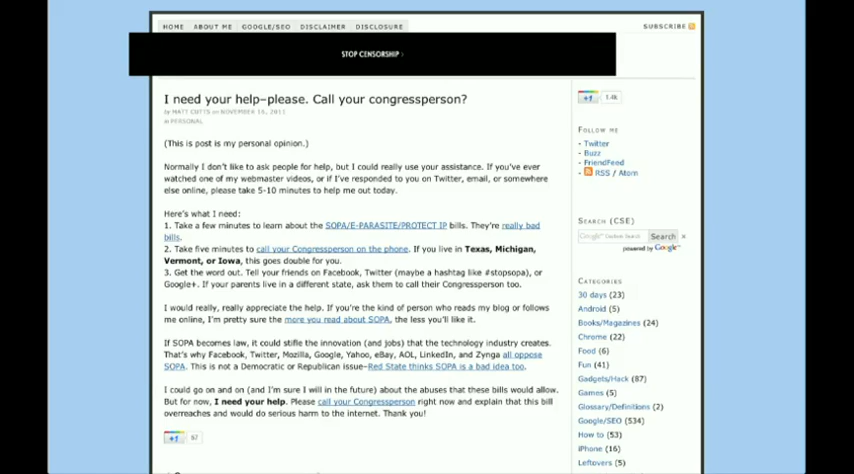 HOME ABOUT ME GOOGLE/SEO DISCLAIMER DISCLOSURE SUBSCRIBE
STOP CENSORSHIP ›
I need your help–please. Call your congressperson?
by MATT CUTTS on NOVEMBER 16, 2011
in PERSONAL
(This is post is my personal opinion.)
Normally I don't like to ask people for help, but I could really use your assistance. If you've ever
watched one of my webmaster videos, or if I've responded to you on Twitter, email, or somewhere
else online, please take 5-10 minutes to help me out today.
Here's what I need:
1. Take a few minutes to learn about the SOPA/E-PARASITE/PROTECT IP bills. They're really bad
bills.
2. Take five minutes to call your Congressperson on the phone. If you live in Texas, Michigan,
Vermont, or Iowa, this goes double for you.
3. Get the word out. Tell your friends on Facebook, Twitter (maybe a hashtag like #stopsopa), or
Google+. If your parents live in a different state, ask them to call their Congressperson too.
I would really, really appreciate the help. If you're the kind of person who reads my blog or follows
me online, I'm pretty sure the more you read about SOPA, the less you'll like it.
If SOPA becomes law, it could stifle the innovation (and jobs) that the technology industry creates.
That's why Facebook, Twitter, Mozilla, Google, Yahoo, eBay, AOL, LinkedIn, and Zynga all oppose
SOPA. This is not a Democratic or Republican issue–Red State thinks SOPA is a bad idea too.
I could go on and on (and I'm sure I will in the future) about the abuses that these bills would allow.
But for now, I need your help. Please call your Congressperson right now and explain that this bill
overreaches and would do serious harm to the internet. Thank you!
+1 67
+1 1.4k
FOLLOW ME
- Twitter
- Buzz
- FriendFeed
- RSS / Atom
SEARCH (CSE)
Google™ Custom Search Search ×
powered by Google™
CATEGORIES
30 days (23)
Android (5)
Books/Magazines (24)
Chrome (22)
Food (6)
Fun (41)
Gadgets/Hack (87)
Games (5)
Glossary/Definitions (2)
Google/SEO (534)
How to (53)
iPhone (16)
Leftovers (5)